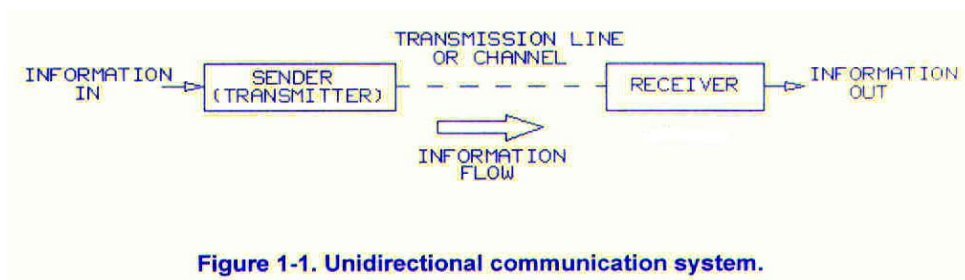 TRANSMISSION LINE
OR CHANNEL
INFORMATION
IN
SENDER
(TRANSMITTER)
RECEIVER
INFORMATION
OUT
INFORMATION
FLOW
Figure 1-1. Unidirectional communication system.